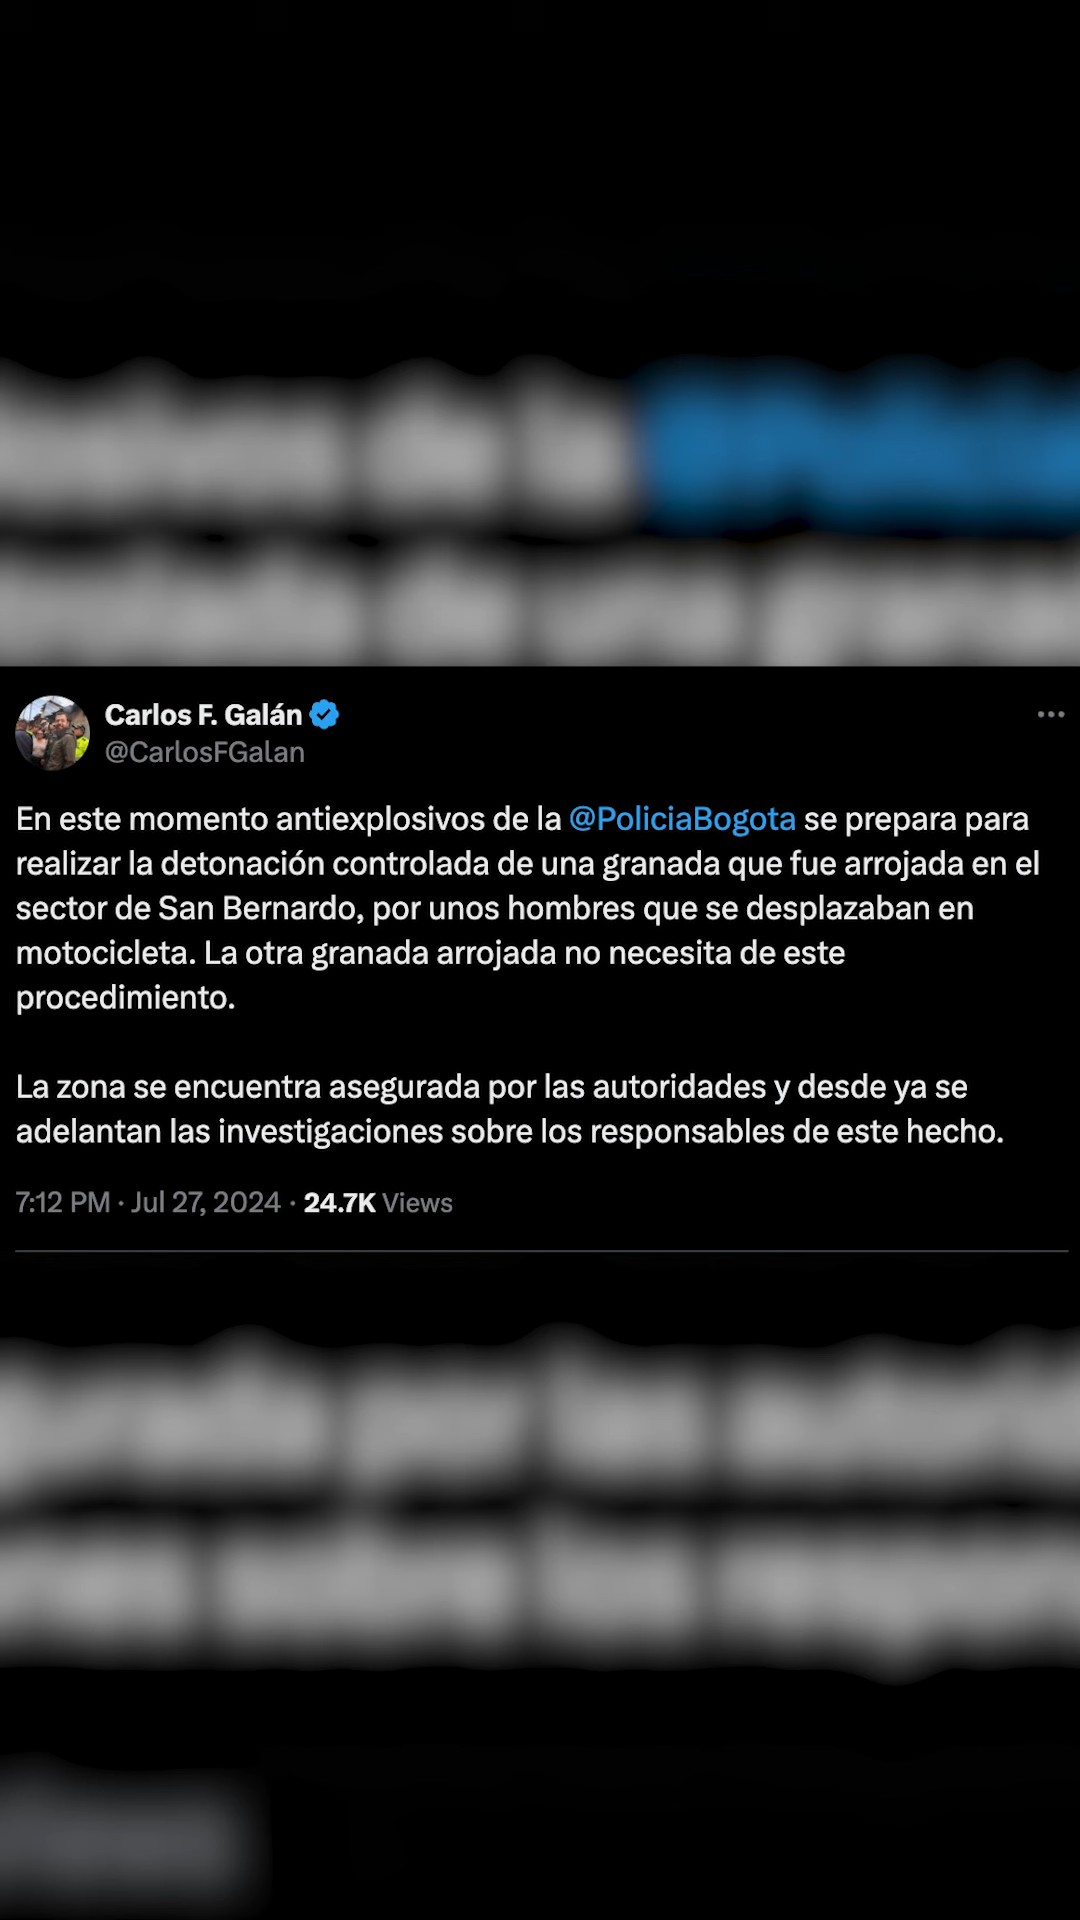 Carlos F. Galán
@CarlosFGalan
En este momento antiexplosivos de la @PoliciaBogota se prepara para
realizar la detonación controlada de una granada que fue arrojada en el
sector de San Bernardo, por unos hombres que se desplazaban en
motocicleta. La otra granada arrojada no necesita de este
procedimiento.
La zona se encuentra asegurada por las autoridades y desde ya se
adelantan las investigaciones sobre los responsables de este hecho.
7:12 PM · Jul 27, 2024 · 24.7K Views